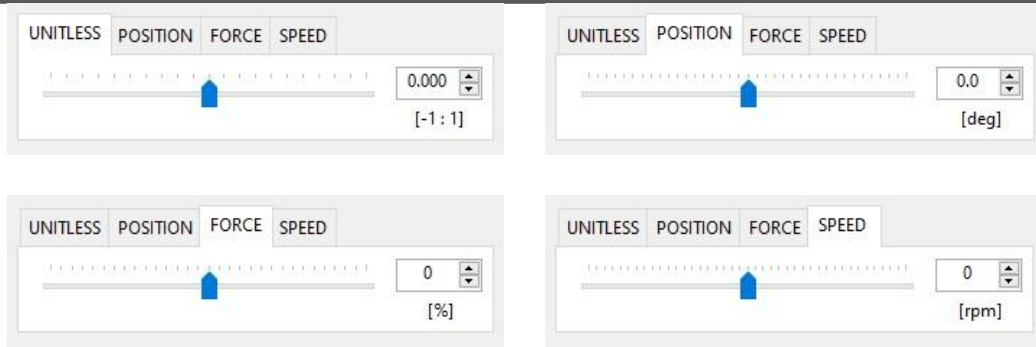 UNITLESS POSITION FORCE SPEED
0.000
[-1 : 1]
UNITLESS POSITION FORCE SPEED
0.0
[deg]
UNITLESS POSITION FORCE SPEED
0
[%]
UNITLESS POSITION FORCE SPEED
0
[rpm]